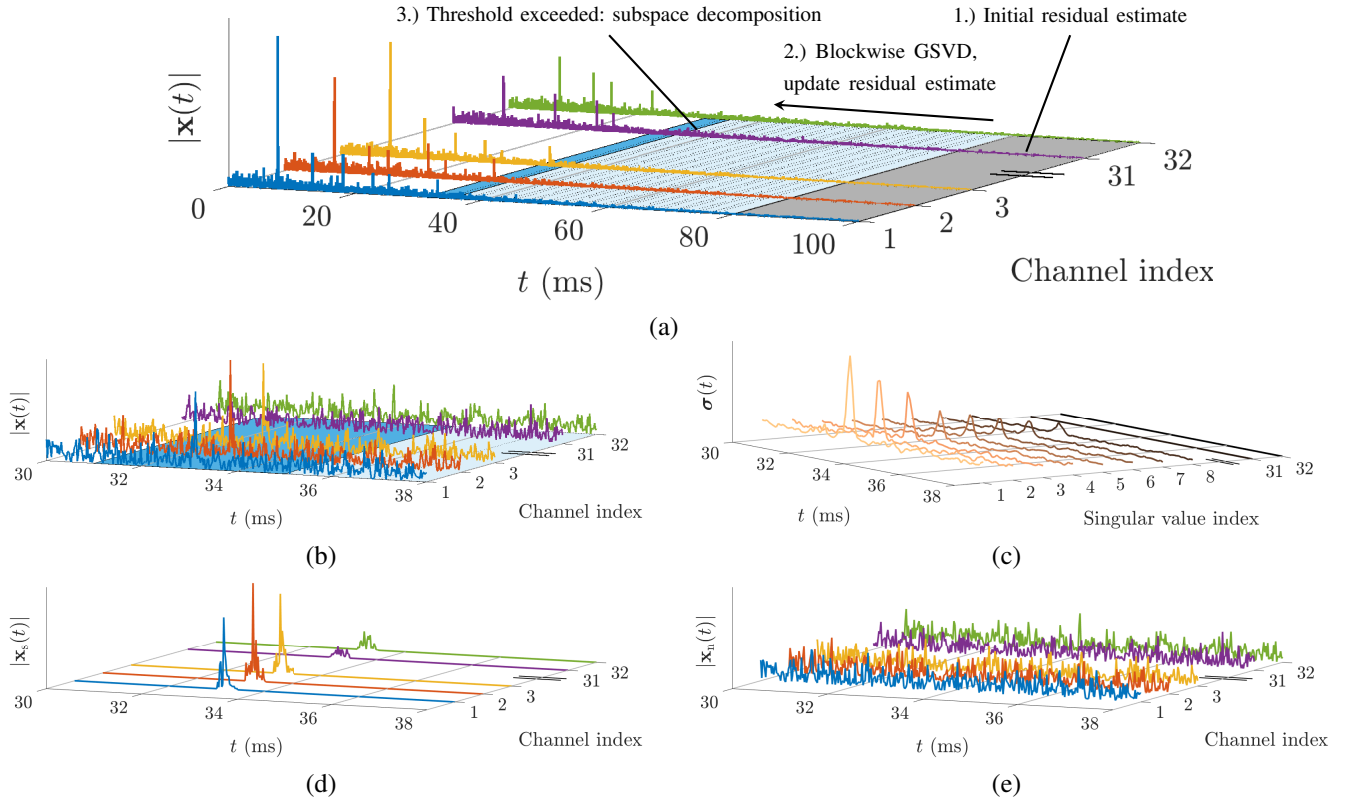 3.) Threshold exceeded: subspace decomposition
1.) Initial residual estimate
2.) Blockwise GSVD,
update residual estimate
|x(t)|
0
20
40
60
80
100
t (ms)
1
2
3
31
32
Channel index
(a)
|x(t)|
30
32
34
36
38
t (ms)
1
2
3
31
32
Channel index
(b)
σ(t)
30
32
34
36
38
t (ms)
1
2
3
4
5
6
7
8
31
32
Singular value index
(c)
|xₛ(t)|
30
32
34
36
38
t (ms)
1
2
3
31
32
Channel index
(d)
|xₙ(t)|
30
32
34
36
38
t (ms)
1
2
3
31
32
Channel index
(e)